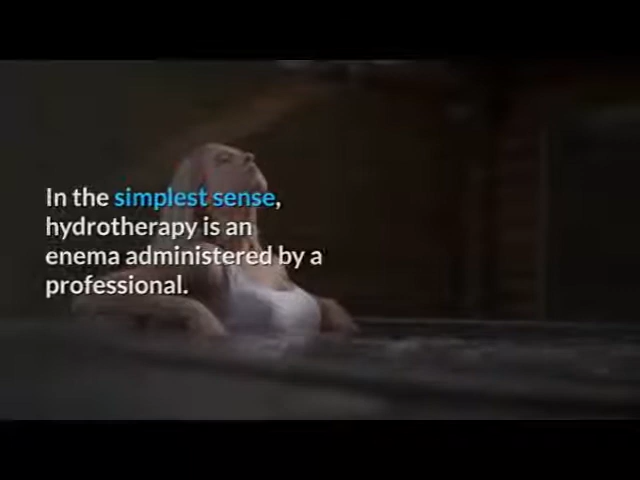 In the simplest sense,
hydrotherapy is an
enema administered by a
professional.